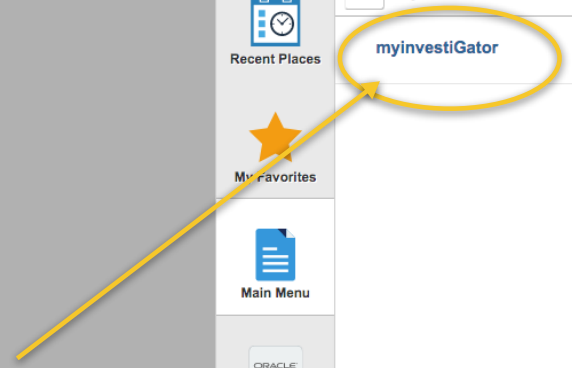 Recent Places
myinvestiGator
My Favorites
Main Menu
ORACLE